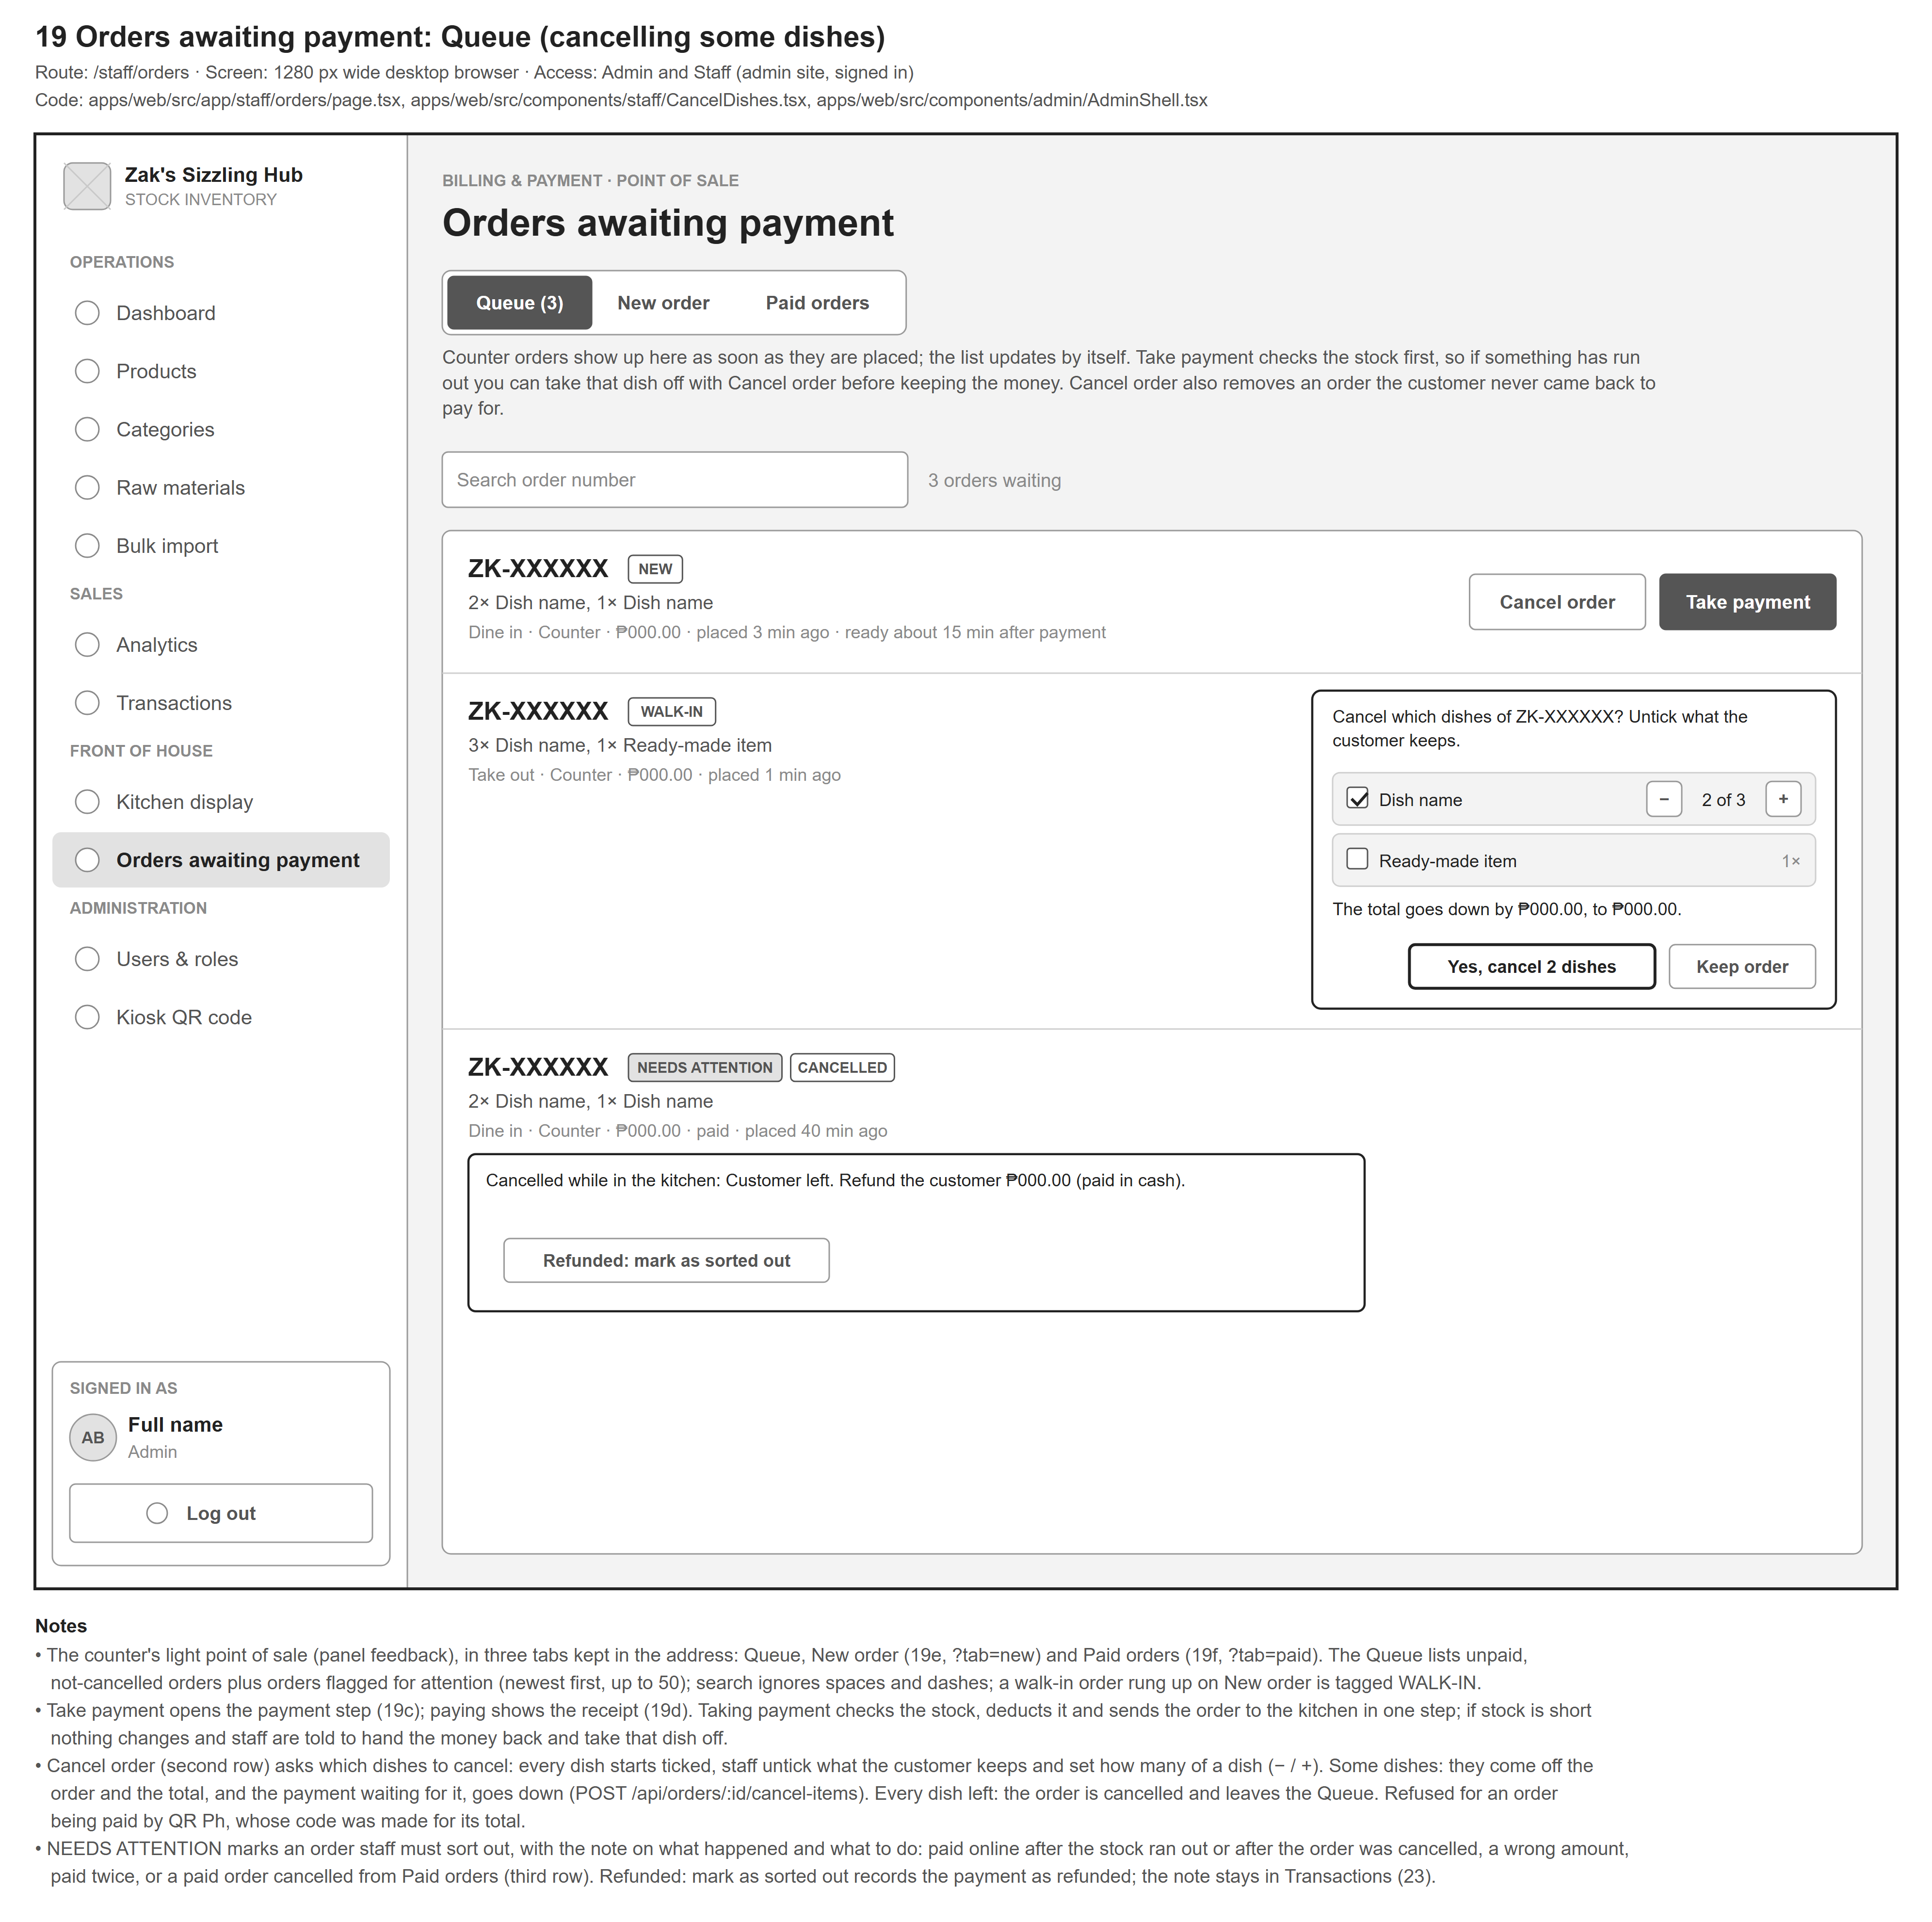 19 Orders awaiting payment: Queue (cancelling some dishes)
Route: /staff/orders · Screen: 1280 px wide desktop browser · Access: Admin and Staff (admin site, signed in)
Code: apps/web/src/app/staff/orders/page.tsx, apps/web/src/components/staff/CancelDishes.tsx, apps/web/src/components/admin/AdminShell.tsx
Zak's Sizzling Hub
STOCK INVENTORY
OPERATIONS
Dashboard
Products
Categories
Raw materials
Bulk import
SALES
Analytics
Transactions
FRONT OF HOUSE
Kitchen display
Orders awaiting payment
ADMINISTRATION
Users & roles
Kiosk QR code
SIGNED IN AS
AB
Full name
Admin
Log out
BILLING & PAYMENT · POINT OF SALE
Orders awaiting payment
Queue (3) New order Paid orders
Counter orders show up here as soon as they are placed; the list updates by itself. Take payment checks the stock first, so if something has run
out you can take that dish off with Cancel order before keeping the money. Cancel order also removes an order the customer never came back to
pay for.
Search order number 3 orders waiting
ZK-XXXXXX NEW
2× Dish name, 1× Dish name
Dine in · Counter · ₱000.00 · placed 3 min ago · ready about 15 min after payment
Cancel order Take payment
ZK-XXXXXX WALK-IN
3× Dish name, 1× Ready-made item
Take out · Counter · ₱000.00 · placed 1 min ago
Cancel which dishes of ZK-XXXXXX? Untick what the
customer keeps.
Dish name − 2 of 3 +
Ready-made item 1×
The total goes down by ₱000.00, to ₱000.00.
Yes, cancel 2 dishes Keep order
ZK-XXXXXX NEEDS ATTENTION CANCELLED
2× Dish name, 1× Dish name
Dine in · Counter · ₱000.00 · paid · placed 40 min ago
Cancelled while in the kitchen: Customer left. Refund the customer ₱000.00 (paid in cash).
Refunded: mark as sorted out
Notes
• The counter's light point of sale (panel feedback), in three tabs kept in the address: Queue, New order (19e, ?tab=new) and Paid orders (19f, ?tab=paid). The Queue lists unpaid,
not-cancelled orders plus orders flagged for attention (newest first, up to 50); search ignores spaces and dashes; a walk-in order rung up on New order is tagged WALK-IN.
• Take payment opens the payment step (19c); paying shows the receipt (19d). Taking payment checks the stock, deducts it and sends the order to the kitchen in one step; if stock is short
nothing changes and staff are told to hand the money back and take that dish off.
• Cancel order (second row) asks which dishes to cancel: every dish starts ticked, staff untick what the customer keeps and set how many of a dish (− / +). Some dishes: they come off the
order and the total, and the payment waiting for it, goes down (POST /api/orders/:id/cancel-items). Every dish left: the order is cancelled and leaves the Queue. Refused for an order
being paid by QR Ph, whose code was made for its total.
• NEEDS ATTENTION marks an order staff must sort out, with the note on what happened and what to do: paid online after the stock ran out or after the order was cancelled, a wrong amount,
paid twice, or a paid order cancelled from Paid orders (third row). Refunded: mark as sorted out records the payment as refunded; the note stays in Transactions (23).